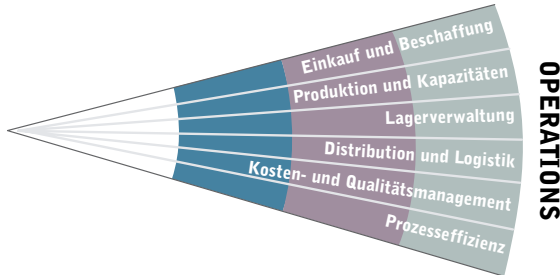 Einkauf und Beschaffung
Produktion und Kapazitäten
Lagerverwaltung
Distribution und Logistik
Kosten- und Qualitätsmanagement
Prozesseffizienz
OPERATIONS